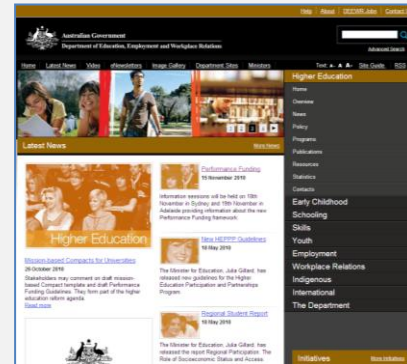 Help | About | DEEWR Jobs | Contact
Australian Government
Department of Education, Employment and Workplace Relations
Advanced Search
Home Latest News Video eNewsletters Image Gallery Department Sites Ministers Text: A- A A+ Site Guide RSS
Higher Education
Home
Overview
News
Policy
Programs
Publications
Resources
Statistics
Contacts
Early Childhood
Schooling
Skills
Youth
Employment
Workplace Relations
Indigenous
International
The Department
Initiatives More Initiatives
Latest News More News
Higher Education
Mission-based Compacts for Universities
29 October 2010
Stakeholders may comment on draft mission-
based Compact template and draft Performance
Funding Guidelines. They form part of the higher
education reform agenda.
Read more
Performance Funding
15 November 2010
Information sessions will be held on 18th
November in Sydney and 19th November in
Adelaide providing information about the new
Performance Funding framework.
New HEPPP Guidelines
18 May 2010
The Minister for Education, Julia Gillard, has
released new guidelines for the Higher
Education Participation and Partnerships
Program.
Regional Student Report
18 May 2010
The Minister for Education, Julia Gillard, has
released the report Regional Participation: The
Role of Socioeconomic Status and Access.